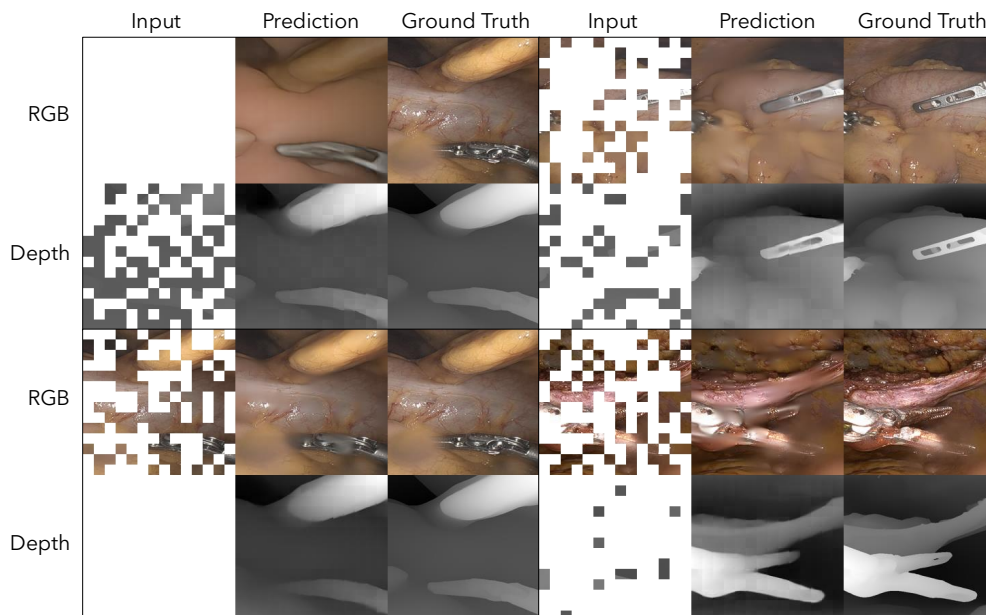 Input Prediction Ground Truth Input Prediction Ground Truth
RGB
Depth
RGB
Depth